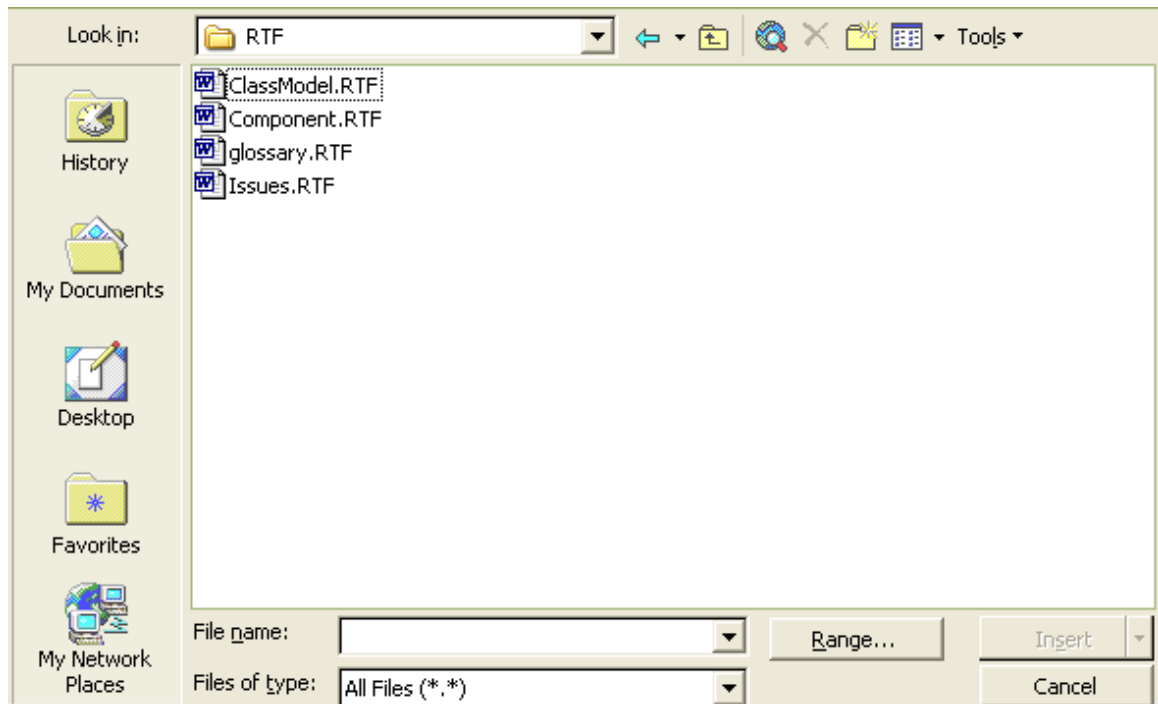 Look in:
RTF
Tools
ClassModel.RTF
Component.RTF
glossary.RTF
Issues.RTF
History
My Documents
Desktop
Favorites
My Network
Places
File name:
Range...
Insert
Files of type:
All Files (*.*)
Cancel